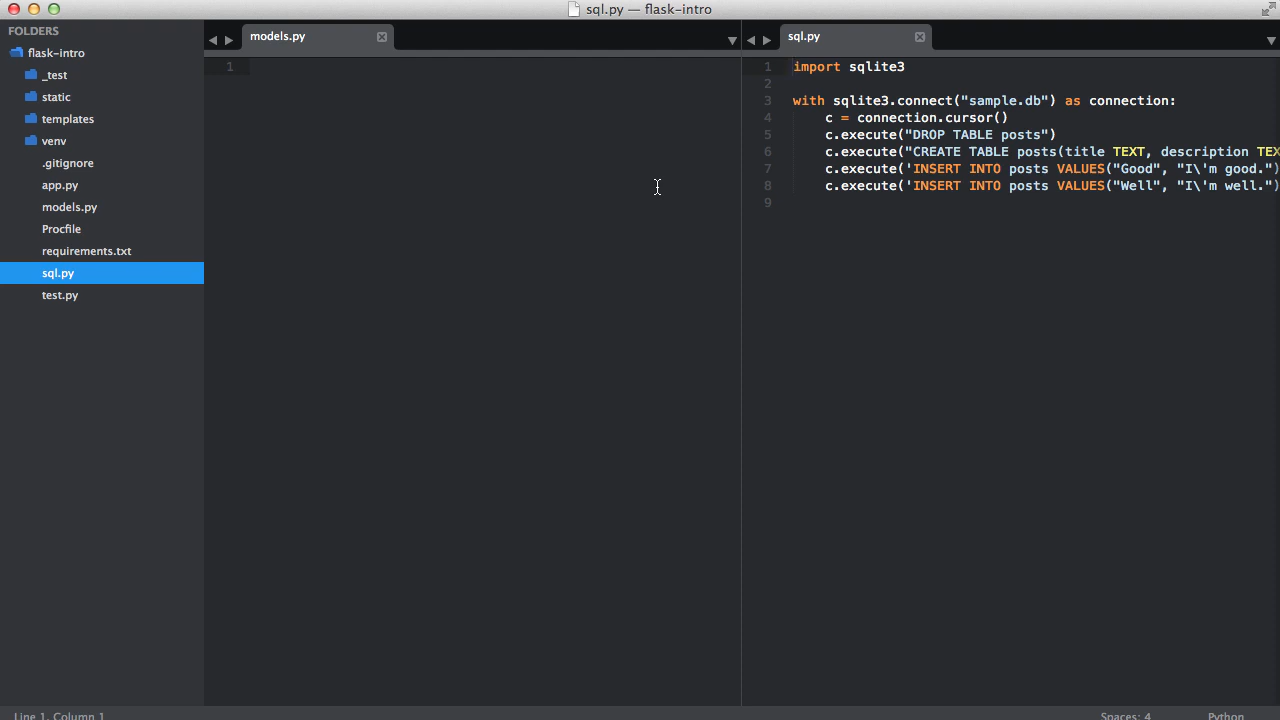 sql.py — flask-intro
FOLDERS
flask-intro
_test
static
templates
venv
.gitignore
app.py
models.py
Procfile
requirements.txt
sql.py
test.py
models.py
1
sql.py
1 import sqlite3
2
3 with sqlite3.connect("sample.db") as connection:
4 c = connection.cursor()
5 c.execute("DROP TABLE posts")
6 c.execute("CREATE TABLE posts(title TEXT, description TEX
7 c.execute('INSERT INTO posts VALUES("Good", "I\'m good.")
8 c.execute('INSERT INTO posts VALUES("Well", "I\'m well.")
9
Line 1, Column 1
Spaces: 4
Python